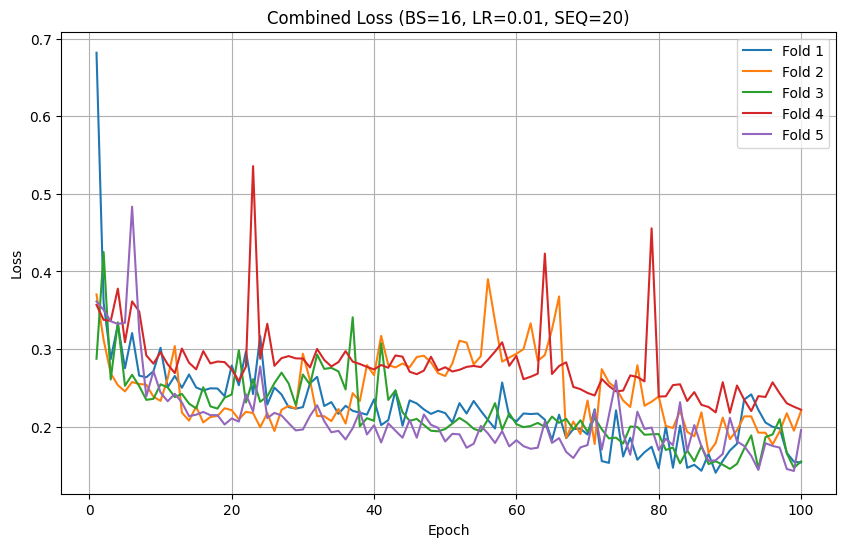 Combined Loss (BS=16, LR=0.01, SEQ=20)
0.7
0.6
0.5
0.4
0.3
0.2
Loss
Fold 1
Fold 2
Fold 3
Fold 4
Fold 5
0 20 40 60 80 100
Epoch